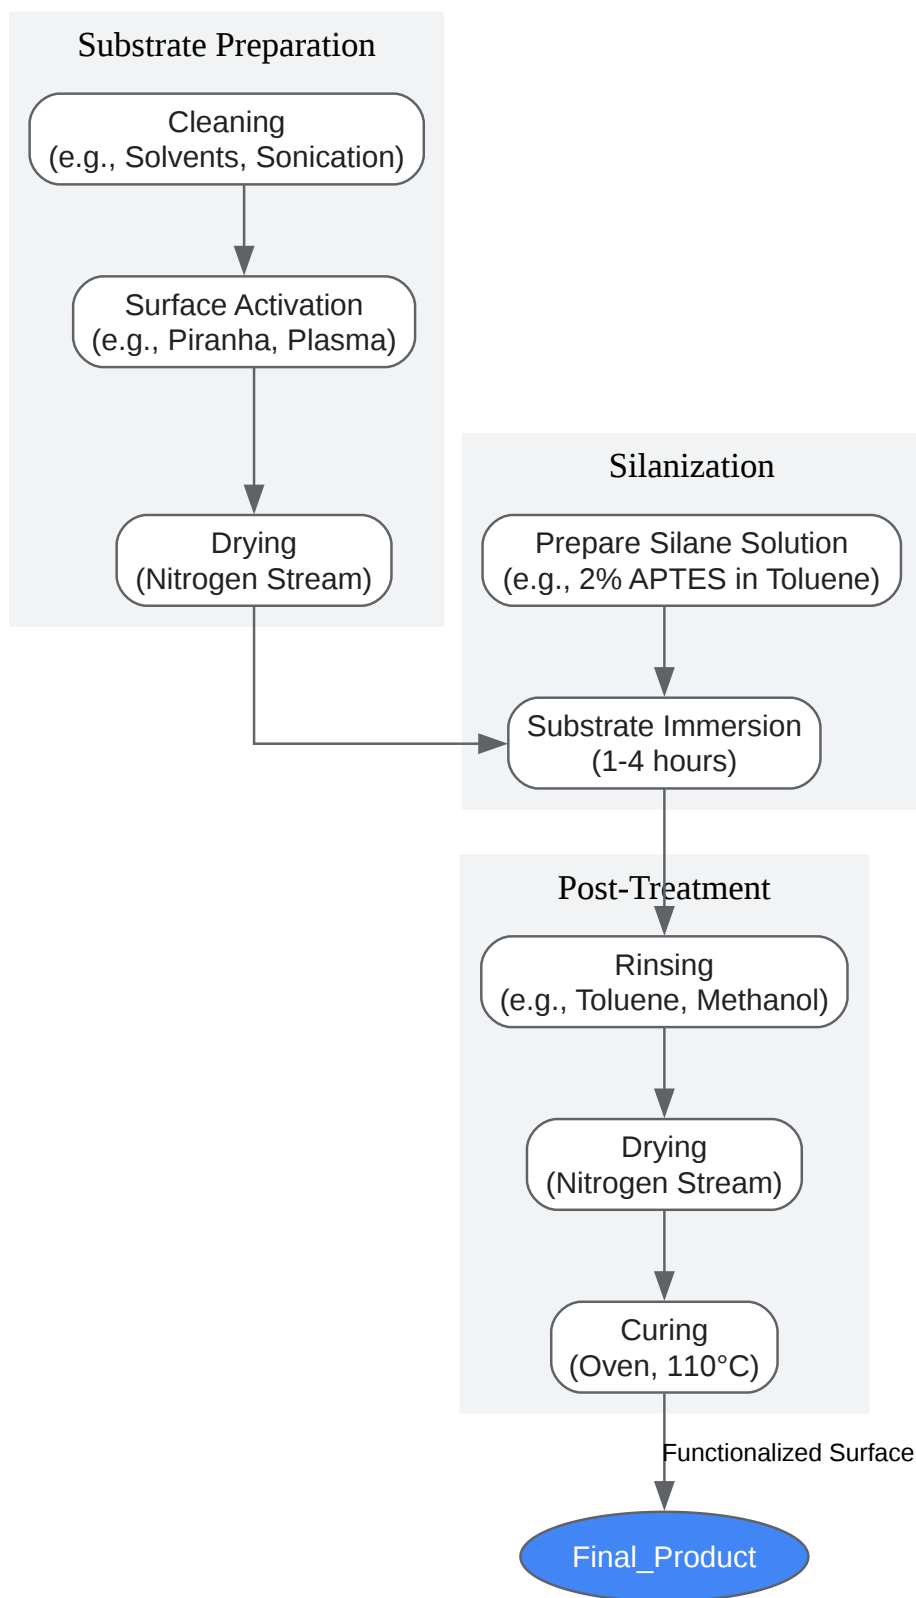 Substrate Preparation
Cleaning
(e.g., Solvents, Sonication)
Surface Activation
(e.g., Piranha, Plasma)
Drying
(Nitrogen Stream)
Silanization
Prepare Silane Solution
(e.g., 2% APTES in Toluene)
Substrate Immersion
(1-4 hours)
Post-Treatment
Rinsing
(e.g., Toluene, Methanol)
Drying
(Nitrogen Stream)
Curing
(Oven, 110°C)
Functionalized Surface
Final_Product